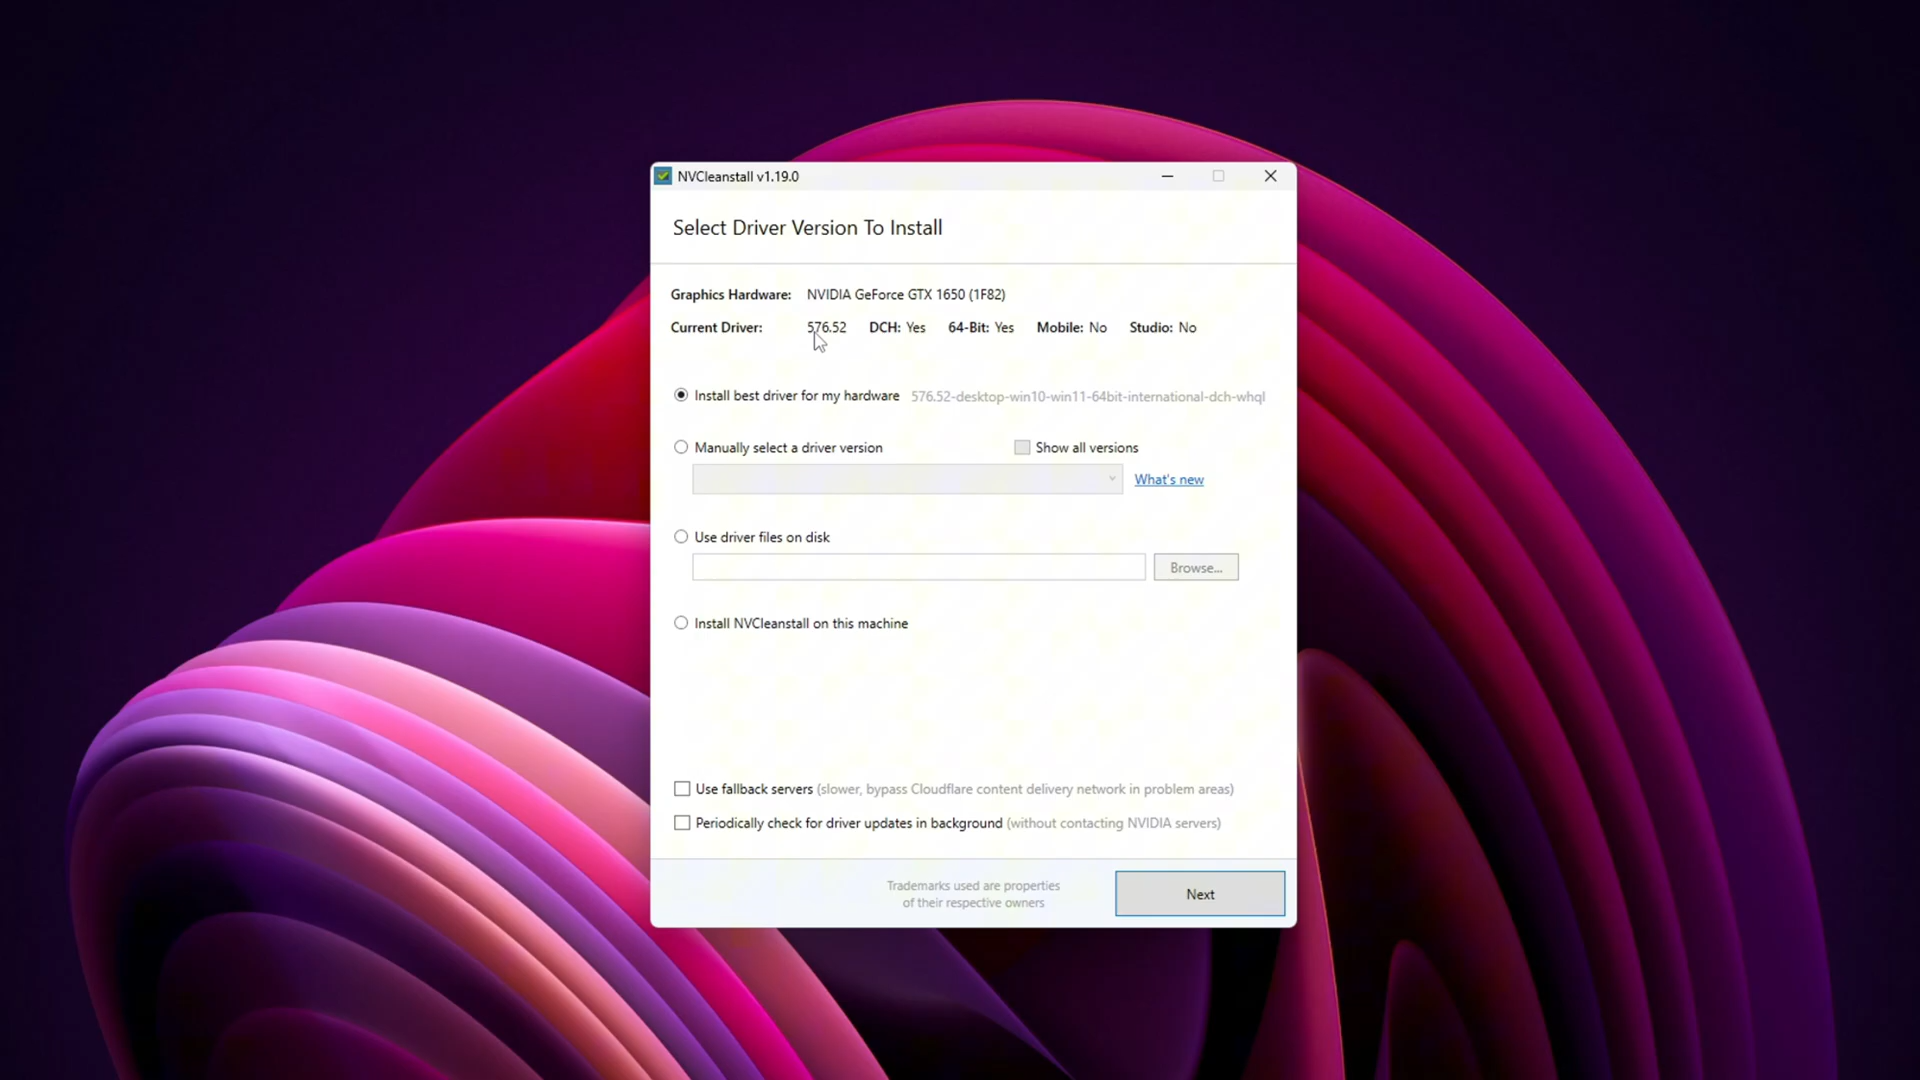 NVCleanstall v1.19.0
Select Driver Version To Install
Graphics Hardware: NVIDIA GeForce GTX 1650 (1F82)
Current Driver: 576.52 DCH: Yes 64-Bit: Yes Mobile: No Studio: No
Install best driver for my hardware 576.52-desktop-win10-win11-64bit-international-dch-whql
Manually select a driver version Show all versions
What's new
Use driver files on disk
Browse...
Install NVCleanstall on this machine
Use fallback servers (slower, bypass Cloudflare content delivery network in problem areas)
Periodically check for driver updates in background (without contacting NVIDIA servers)
Trademarks used are properties
of their respective owners
Next